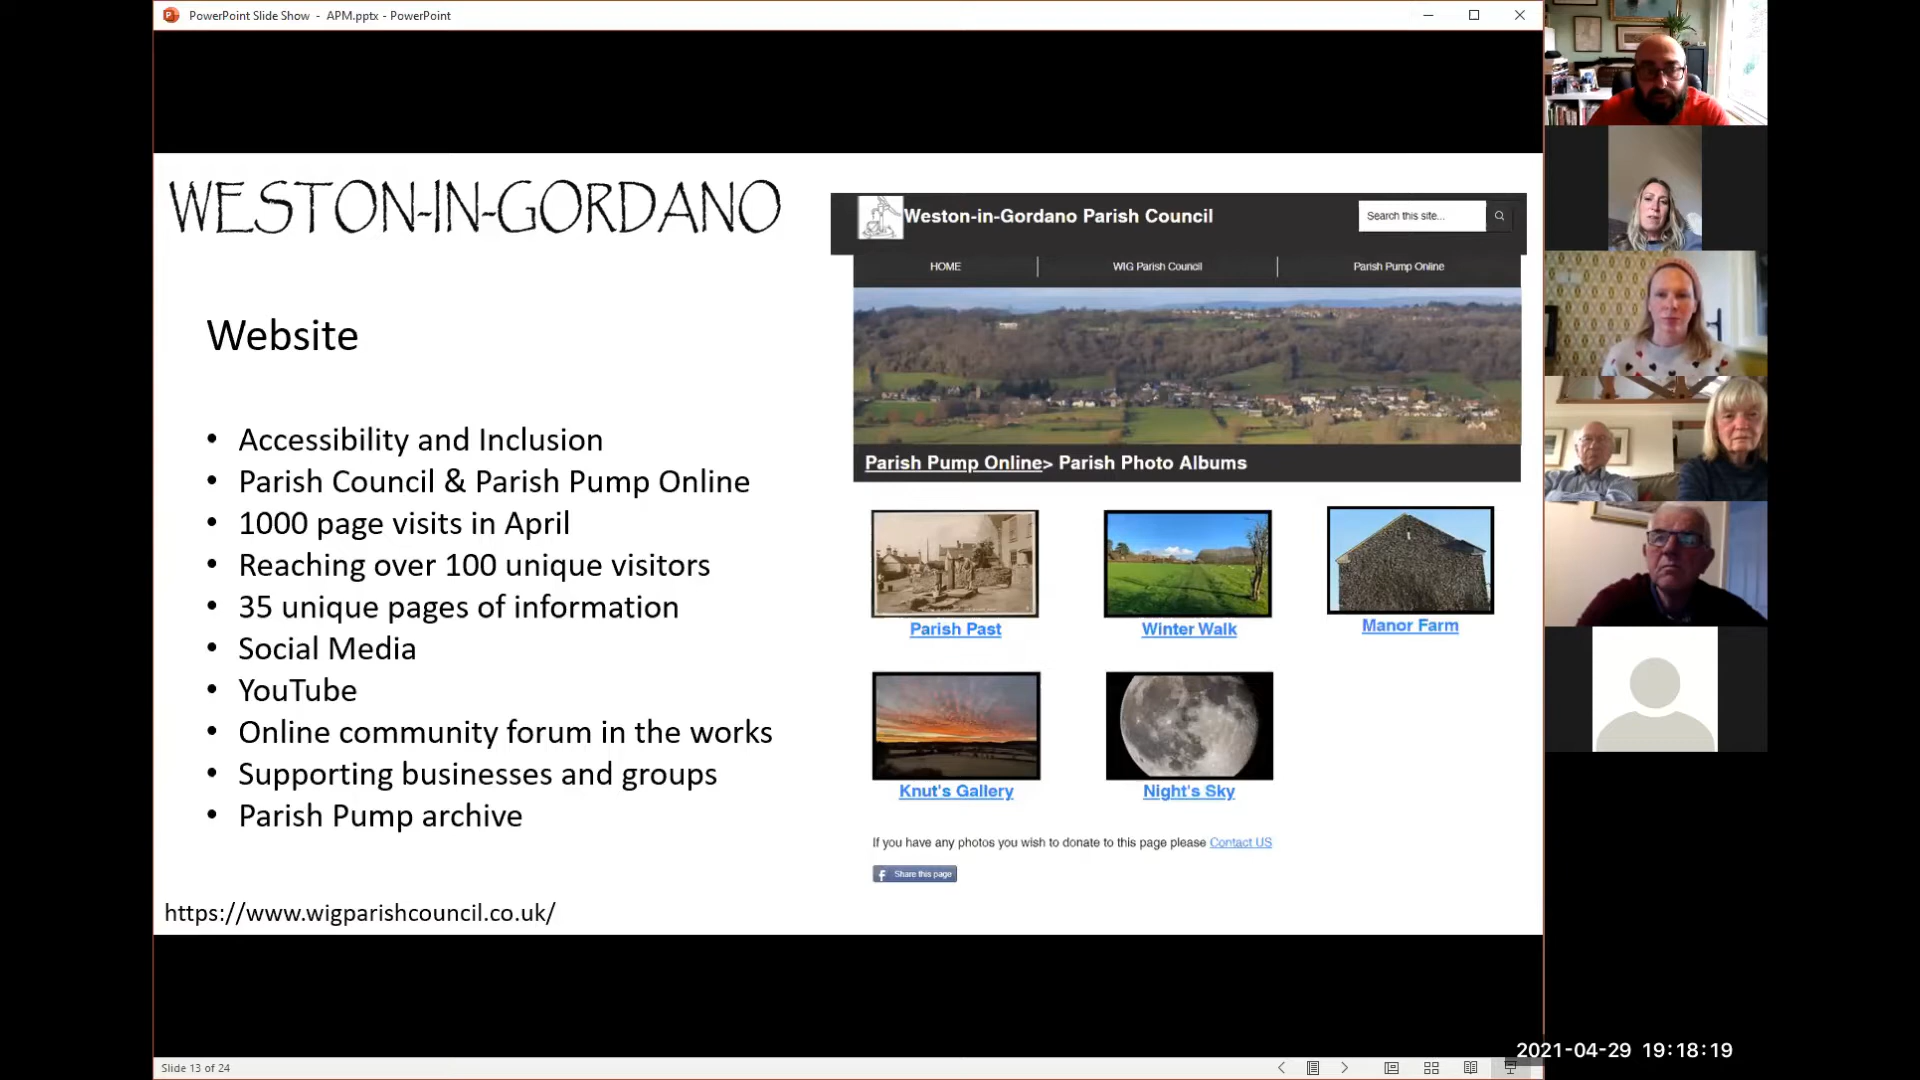 PowerPoint Slide Show - APM.pptx - PowerPoint
WESTON-IN-GORDANO
Website
• Accessibility and Inclusion
• Parish Council & Parish Pump Online
• 1000 page visits in April
• Reaching over 100 unique visitors
• 35 unique pages of information
• Social Media
• YouTube
• Online community forum in the works
• Supporting businesses and groups
• Parish Pump archive
https://www.wigparishcouncil.co.uk/
Weston-in-Gordano Parish Council
Search this site...
HOME
WIG Parish Council
Parish Pump Online
Parish Pump Online> Parish Photo Albums
Parish Past
Winter Walk
Manor Farm
Knut's Gallery
Night's Sky
If you have any photos you wish to donate to this page please Contact US
Share this page
Slide 13 of 24
2021-04-29 19:18:19